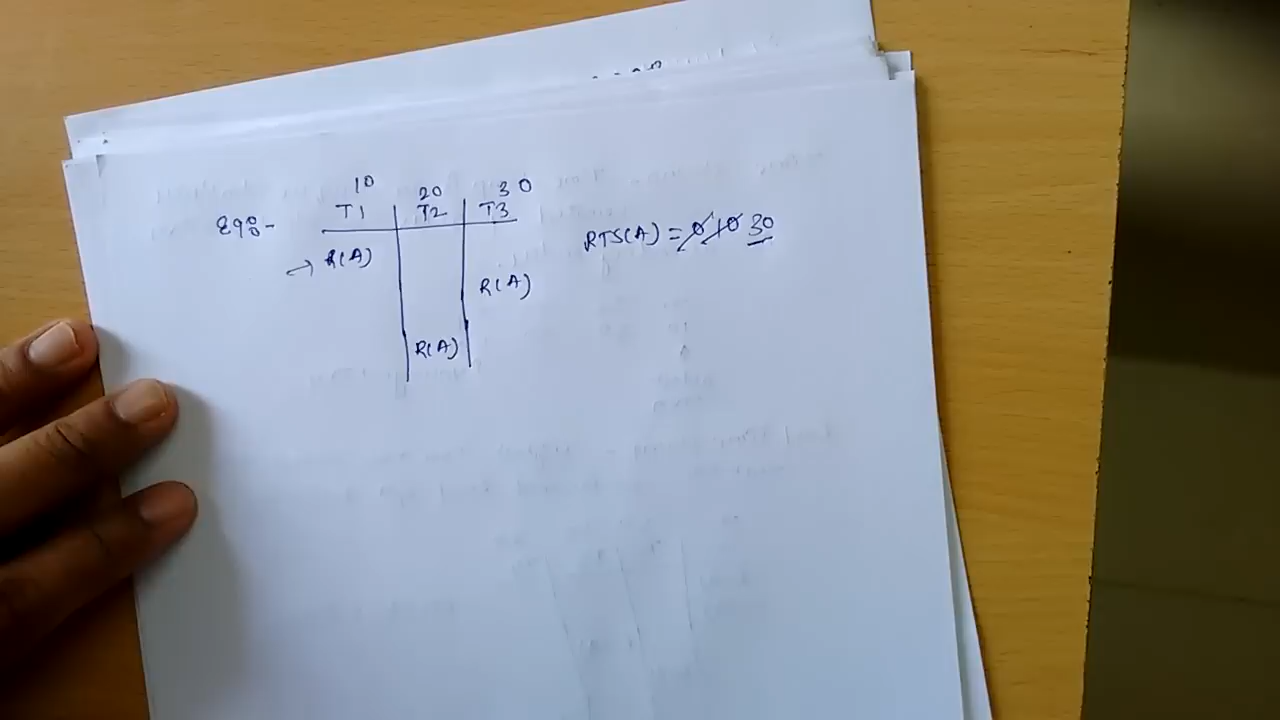 10 20 30
Eg:- T1 T2 T3
→ R(A)
R(A)
R(A)
RTS(A) = 0 10 30